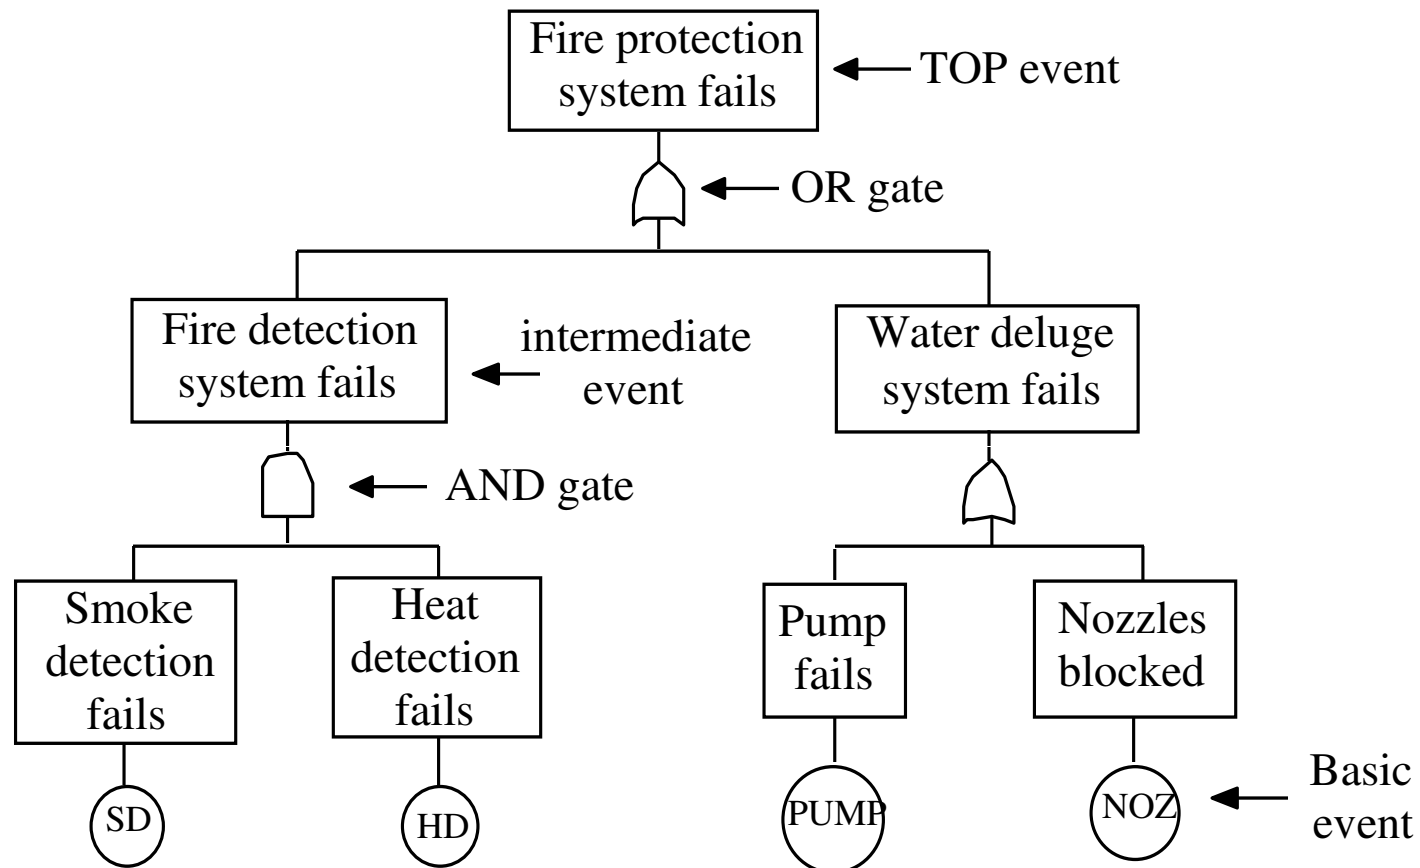 Fire protection
system fails
TOP event
OR gate
Fire detection
system fails
intermediate
event
Water deluge
system fails
AND gate
Smoke
detection
fails
Heat
detection
fails
Pump
fails
Nozzles
blocked
SD
HD
PUMP
NOZ
Basic
event